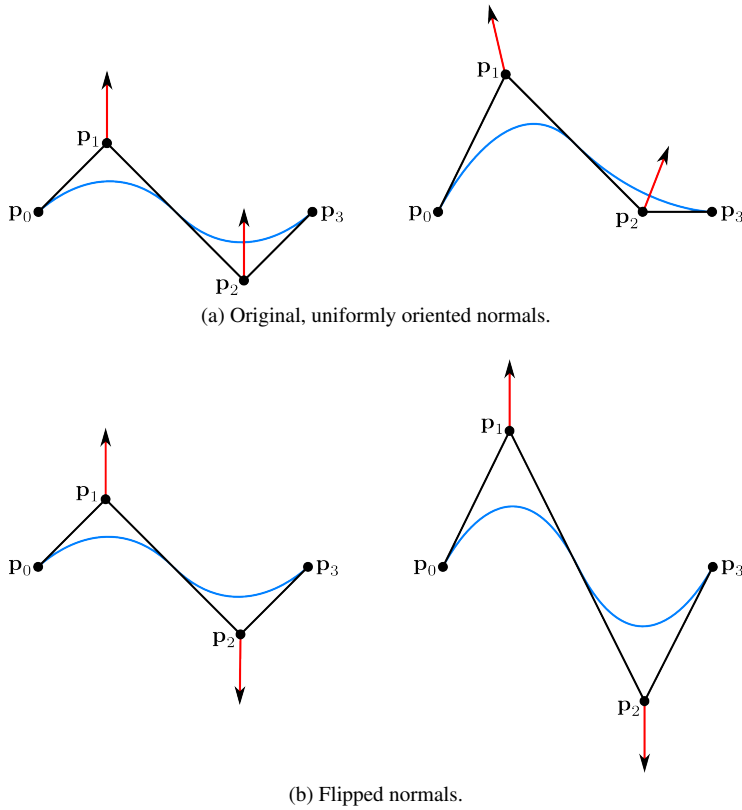 p₁
p₀
p₂
p₃
p₁
p₀
p₂
p₃
(a) Original, uniformly oriented normals.
p₁
p₀
p₂
p₃
p₁
p₀
p₂
p₃
(b) Flipped normals.